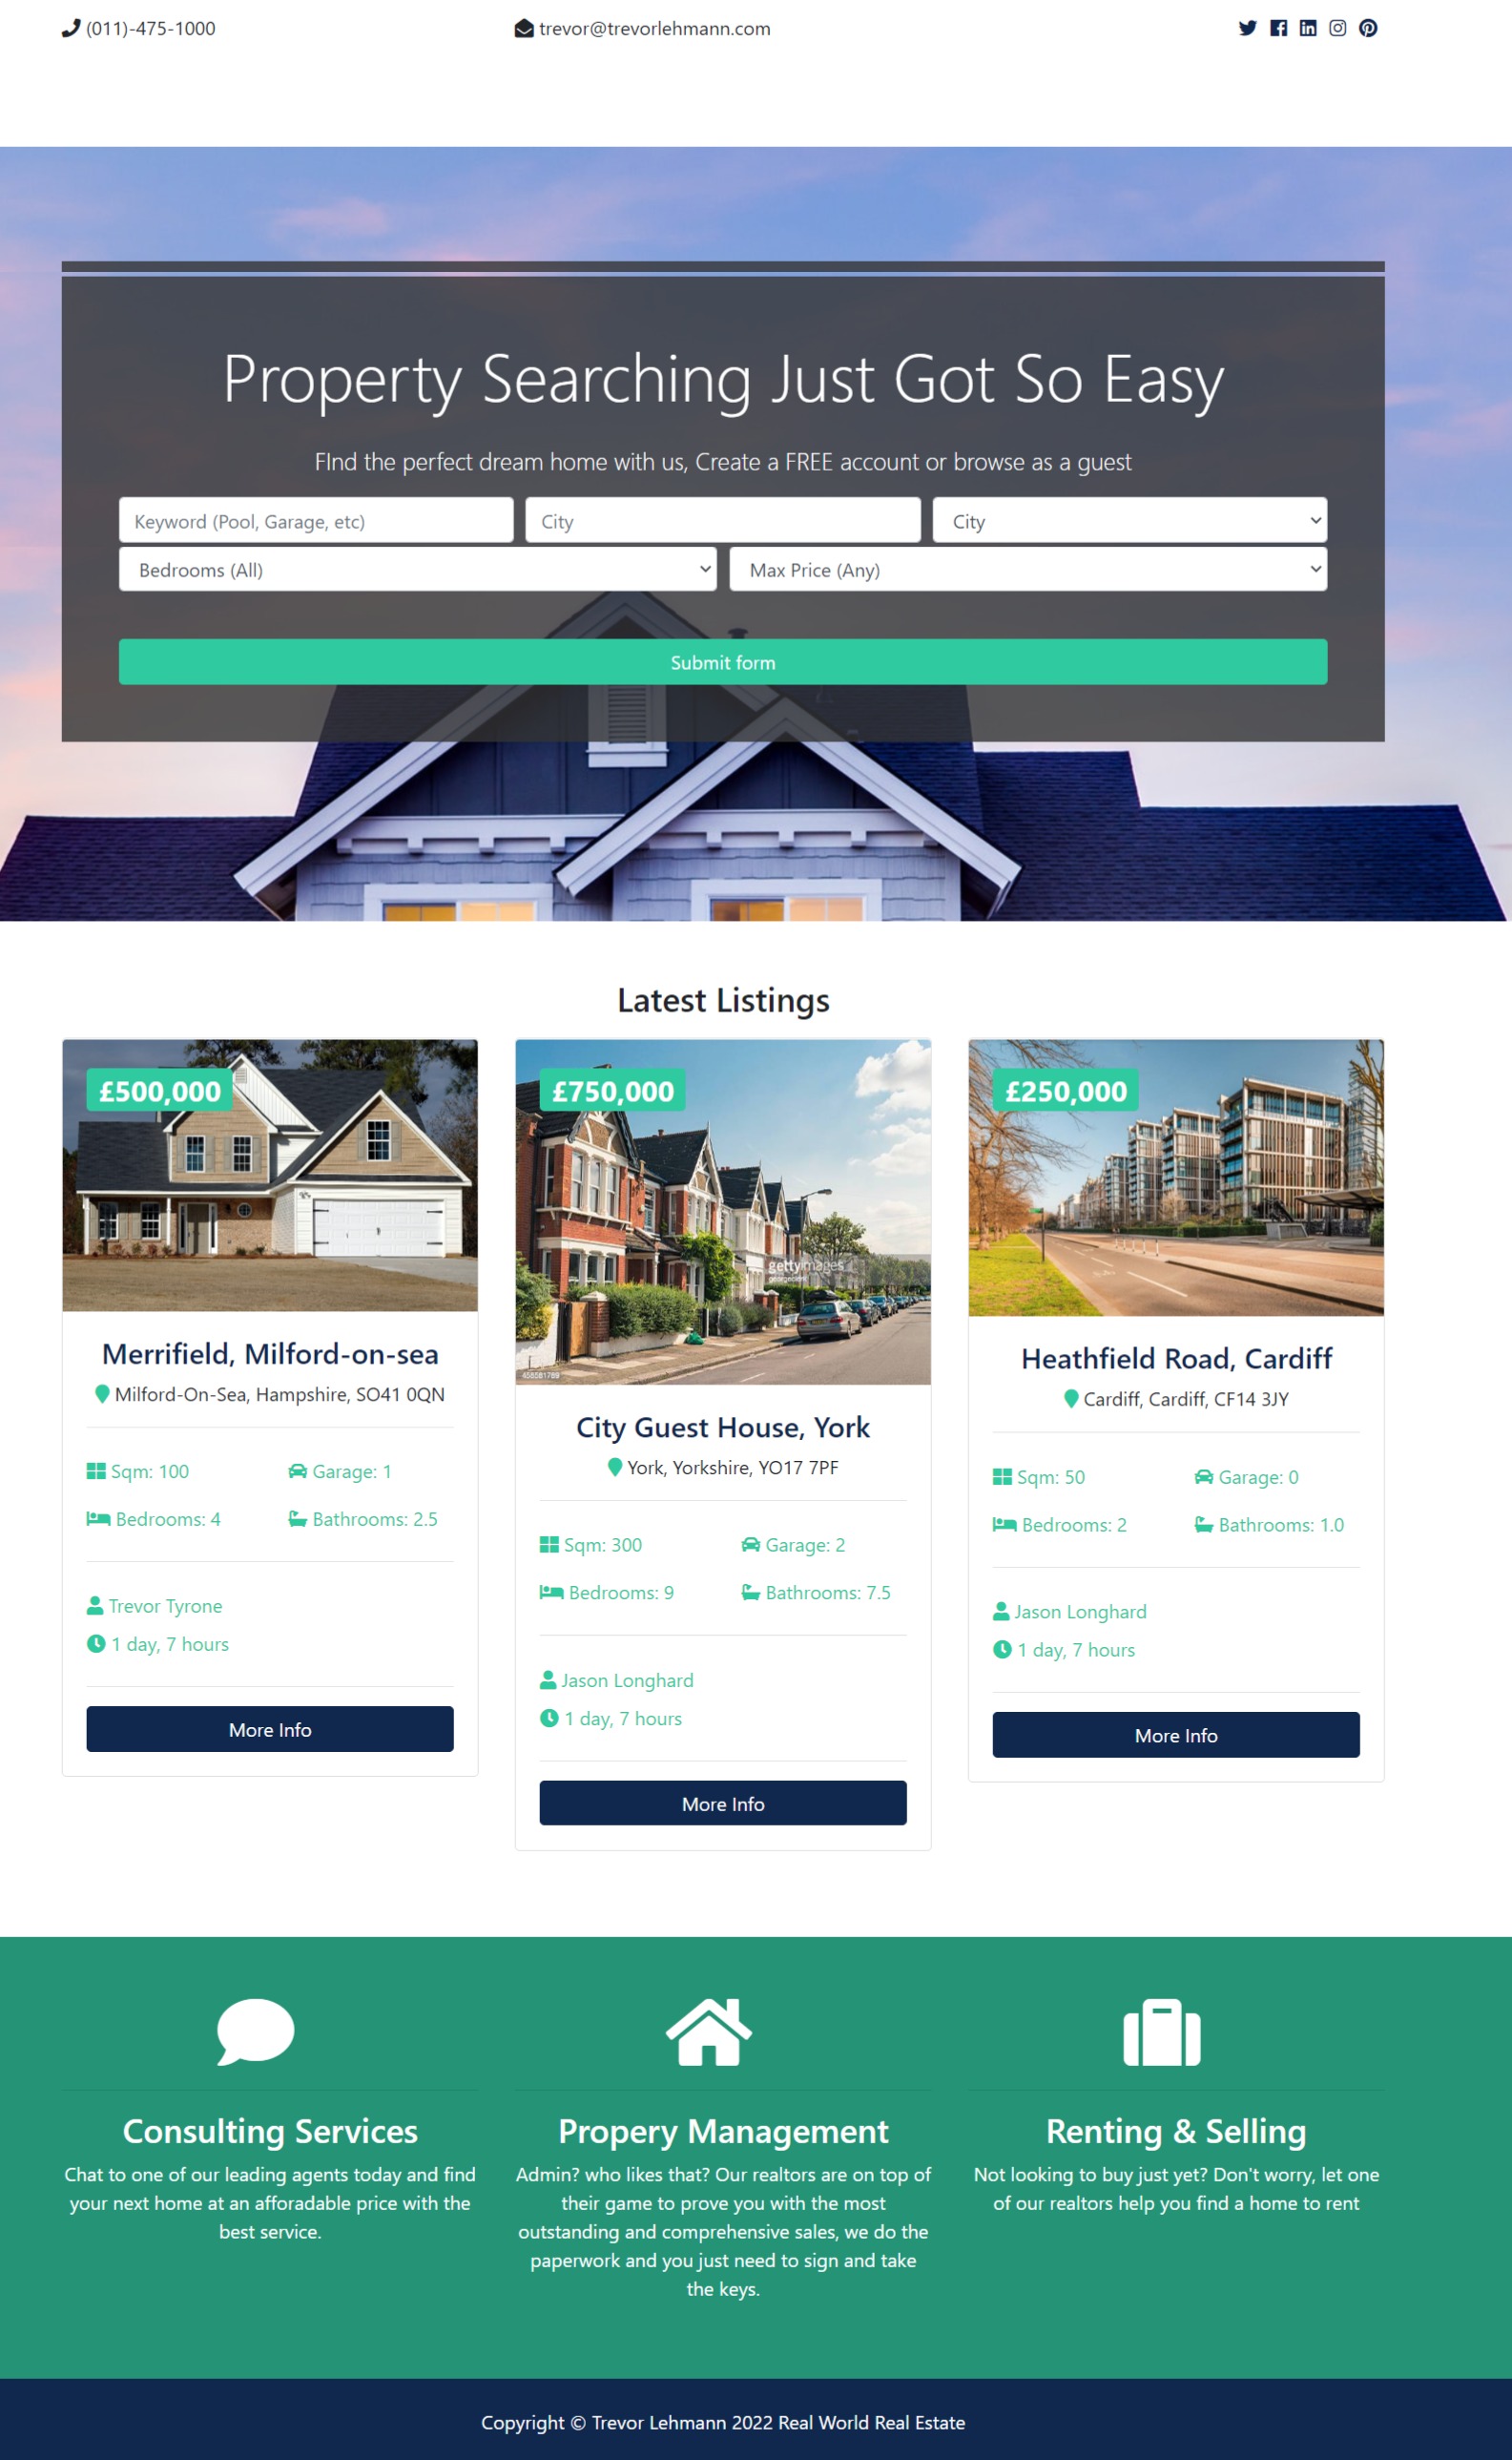 (011)-475-1000
trevor@trevorlehmann.com
Property Searching Just Got So Easy
FInd the perfect dream home with us, Create a FREE account or browse as a guest
Keyword (Pool, Garage, etc)
City
City
Bedrooms (All)
Max Price (Any)
Submit form
Latest Listings
£500,000
Merrifield, Milford-on-sea
Milford-On-Sea, Hampshire, SO41 0QN
Sqm: 100
Garage: 1
Bedrooms: 4
Bathrooms: 2.5
Trevor Tyrone
1 day, 7 hours
More Info
£750,000
gettyimages
georgeclerk
458581789
City Guest House, York
York, Yorkshire, YO17 7PF
Sqm: 300
Garage: 2
Bedrooms: 9
Bathrooms: 7.5
Jason Longhard
1 day, 7 hours
More Info
£250,000
Heathfield Road, Cardiff
Cardiff, Cardiff, CF14 3JY
Sqm: 50
Garage: 0
Bedrooms: 2
Bathrooms: 1.0
Jason Longhard
1 day, 7 hours
More Info
Consulting Services
Chat to one of our leading agents today and find
your next home at an afforadable price with the
best service.
Propery Management
Admin? who likes that? Our realtors are on top of
their game to prove you with the most
outstanding and comprehensive sales, we do the
paperwork and you just need to sign and take
the keys.
Renting & Selling
Not looking to buy just yet? Don't worry, let one
of our realtors help you find a home to rent
Copyright © Trevor Lehmann 2022 Real World Real Estate